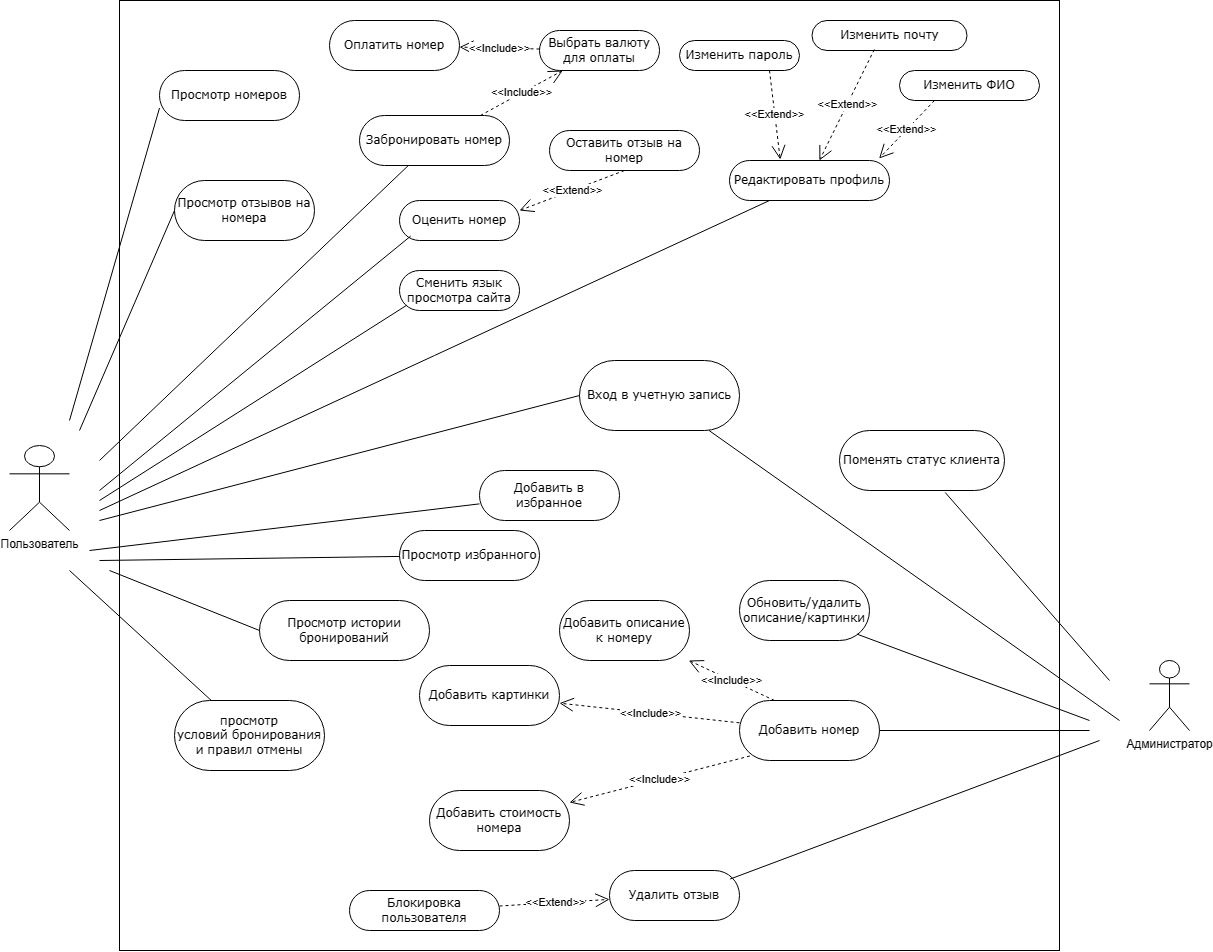 Оплатить номер
<<Include>>
Выбрать валюту
для оплаты
Изменить пароль
Изменить почту
Изменить ФИО
Просмотр номеров
<<Include>>
<<Extend>>
<<Extend>>
<<Extend>>
Забронировать номер
Оставить отзыв на
номер
Редактировать профиль
<<Extend>>
Просмотр отзывов на
номера
Оценить номер
Сменить язык
просмотра сайта
Вход в учетную запись
Поменять статус клиента
Добавить в
избранное
Пользователь
Просмотр избранного
Просмотр истории
бронирований
Добавить описание
к номеру
Обновить/удалить
описание/картинки
<<Include>>
Добавить картинки
<<Include>>
просмотр
условий бронирования
и правил отмены
Добавить номер
Администратор
<<Include>>
Добавить стоимость
номера
Удалить отзыв
<<Extend>>
Блокировка
пользователя